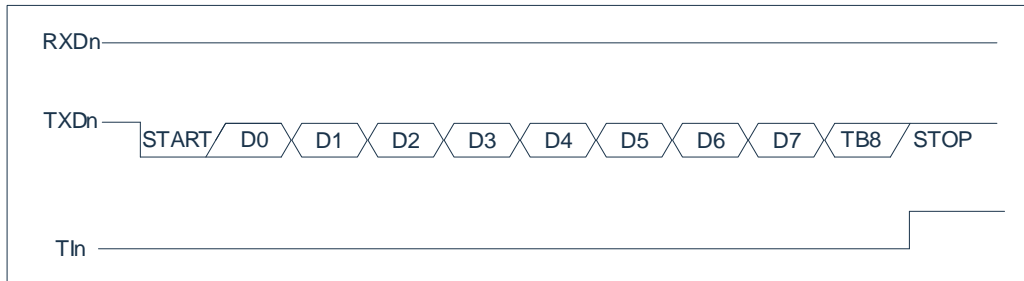 RXDn
TXDn
START D0 D1 D2 D3 D4 D5 D6 D7 TB8 STOP
TIn